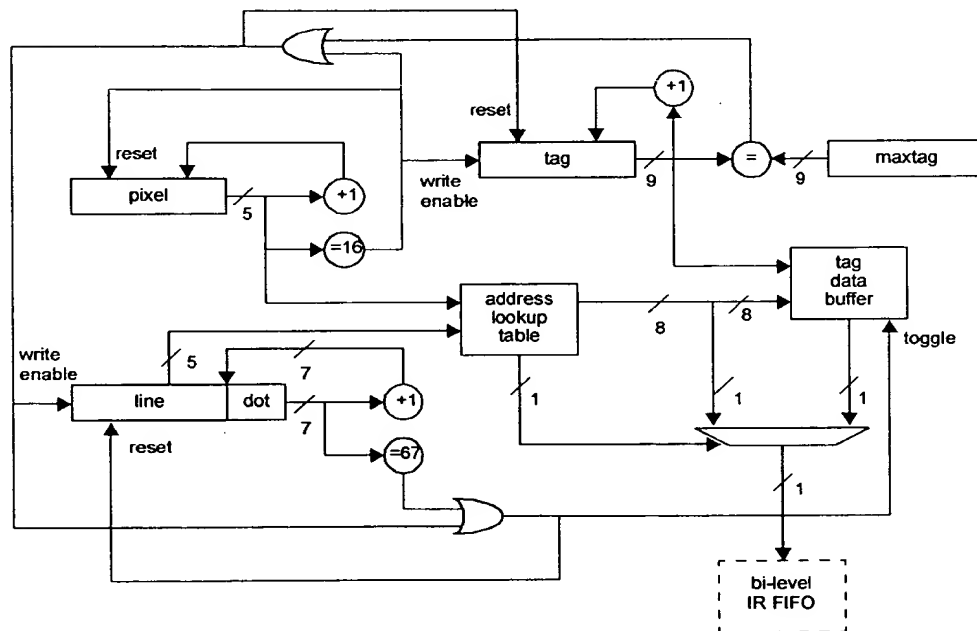 +1
reset
tag
9
=
9
maxtag
reset
write
enable
pixel
5
+1
=16
tag
data
buffer
address
lookup
table
8
8
toggle
write
enable
5
7
line
dot
7
+1
1
1
1
reset
=67
1
bi-level
IR FIFO